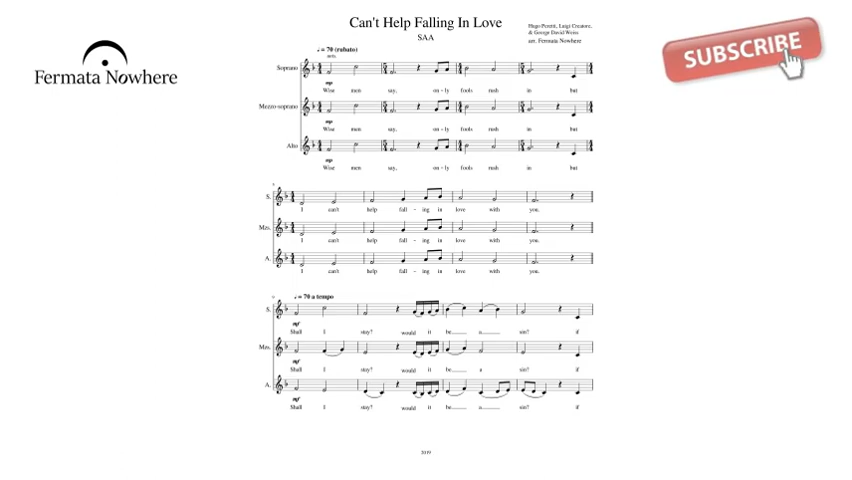 Fermata Nowhere
Can't Help Falling In Love
SAA
Hugo Peretti, Luigi Creatore,
& George David Weiss
arr. Fermata Nowhere
SUBSCRIBE
♩ = 70 (rubato)
Soprano
mp
Wise men say, on - ly fools rush in but
Mezzo-soprano
mp
Wise men say, on - ly fools rush in but
Alto
mp
Wise men say, on - ly fools rush in but
S.
I can't help fall - ing in love with you.
Mzs.
I can't help fall - ing in love with you.
A.
I can't help fall - ing in love with you.
♩ = 70 a tempo
S.
mf
Shall I stay? would it be a sin? if
Mzs.
mf
Shall I stay? would it be a sin? if
A.
mf
Shall I stay? would it be a sin? if
2019